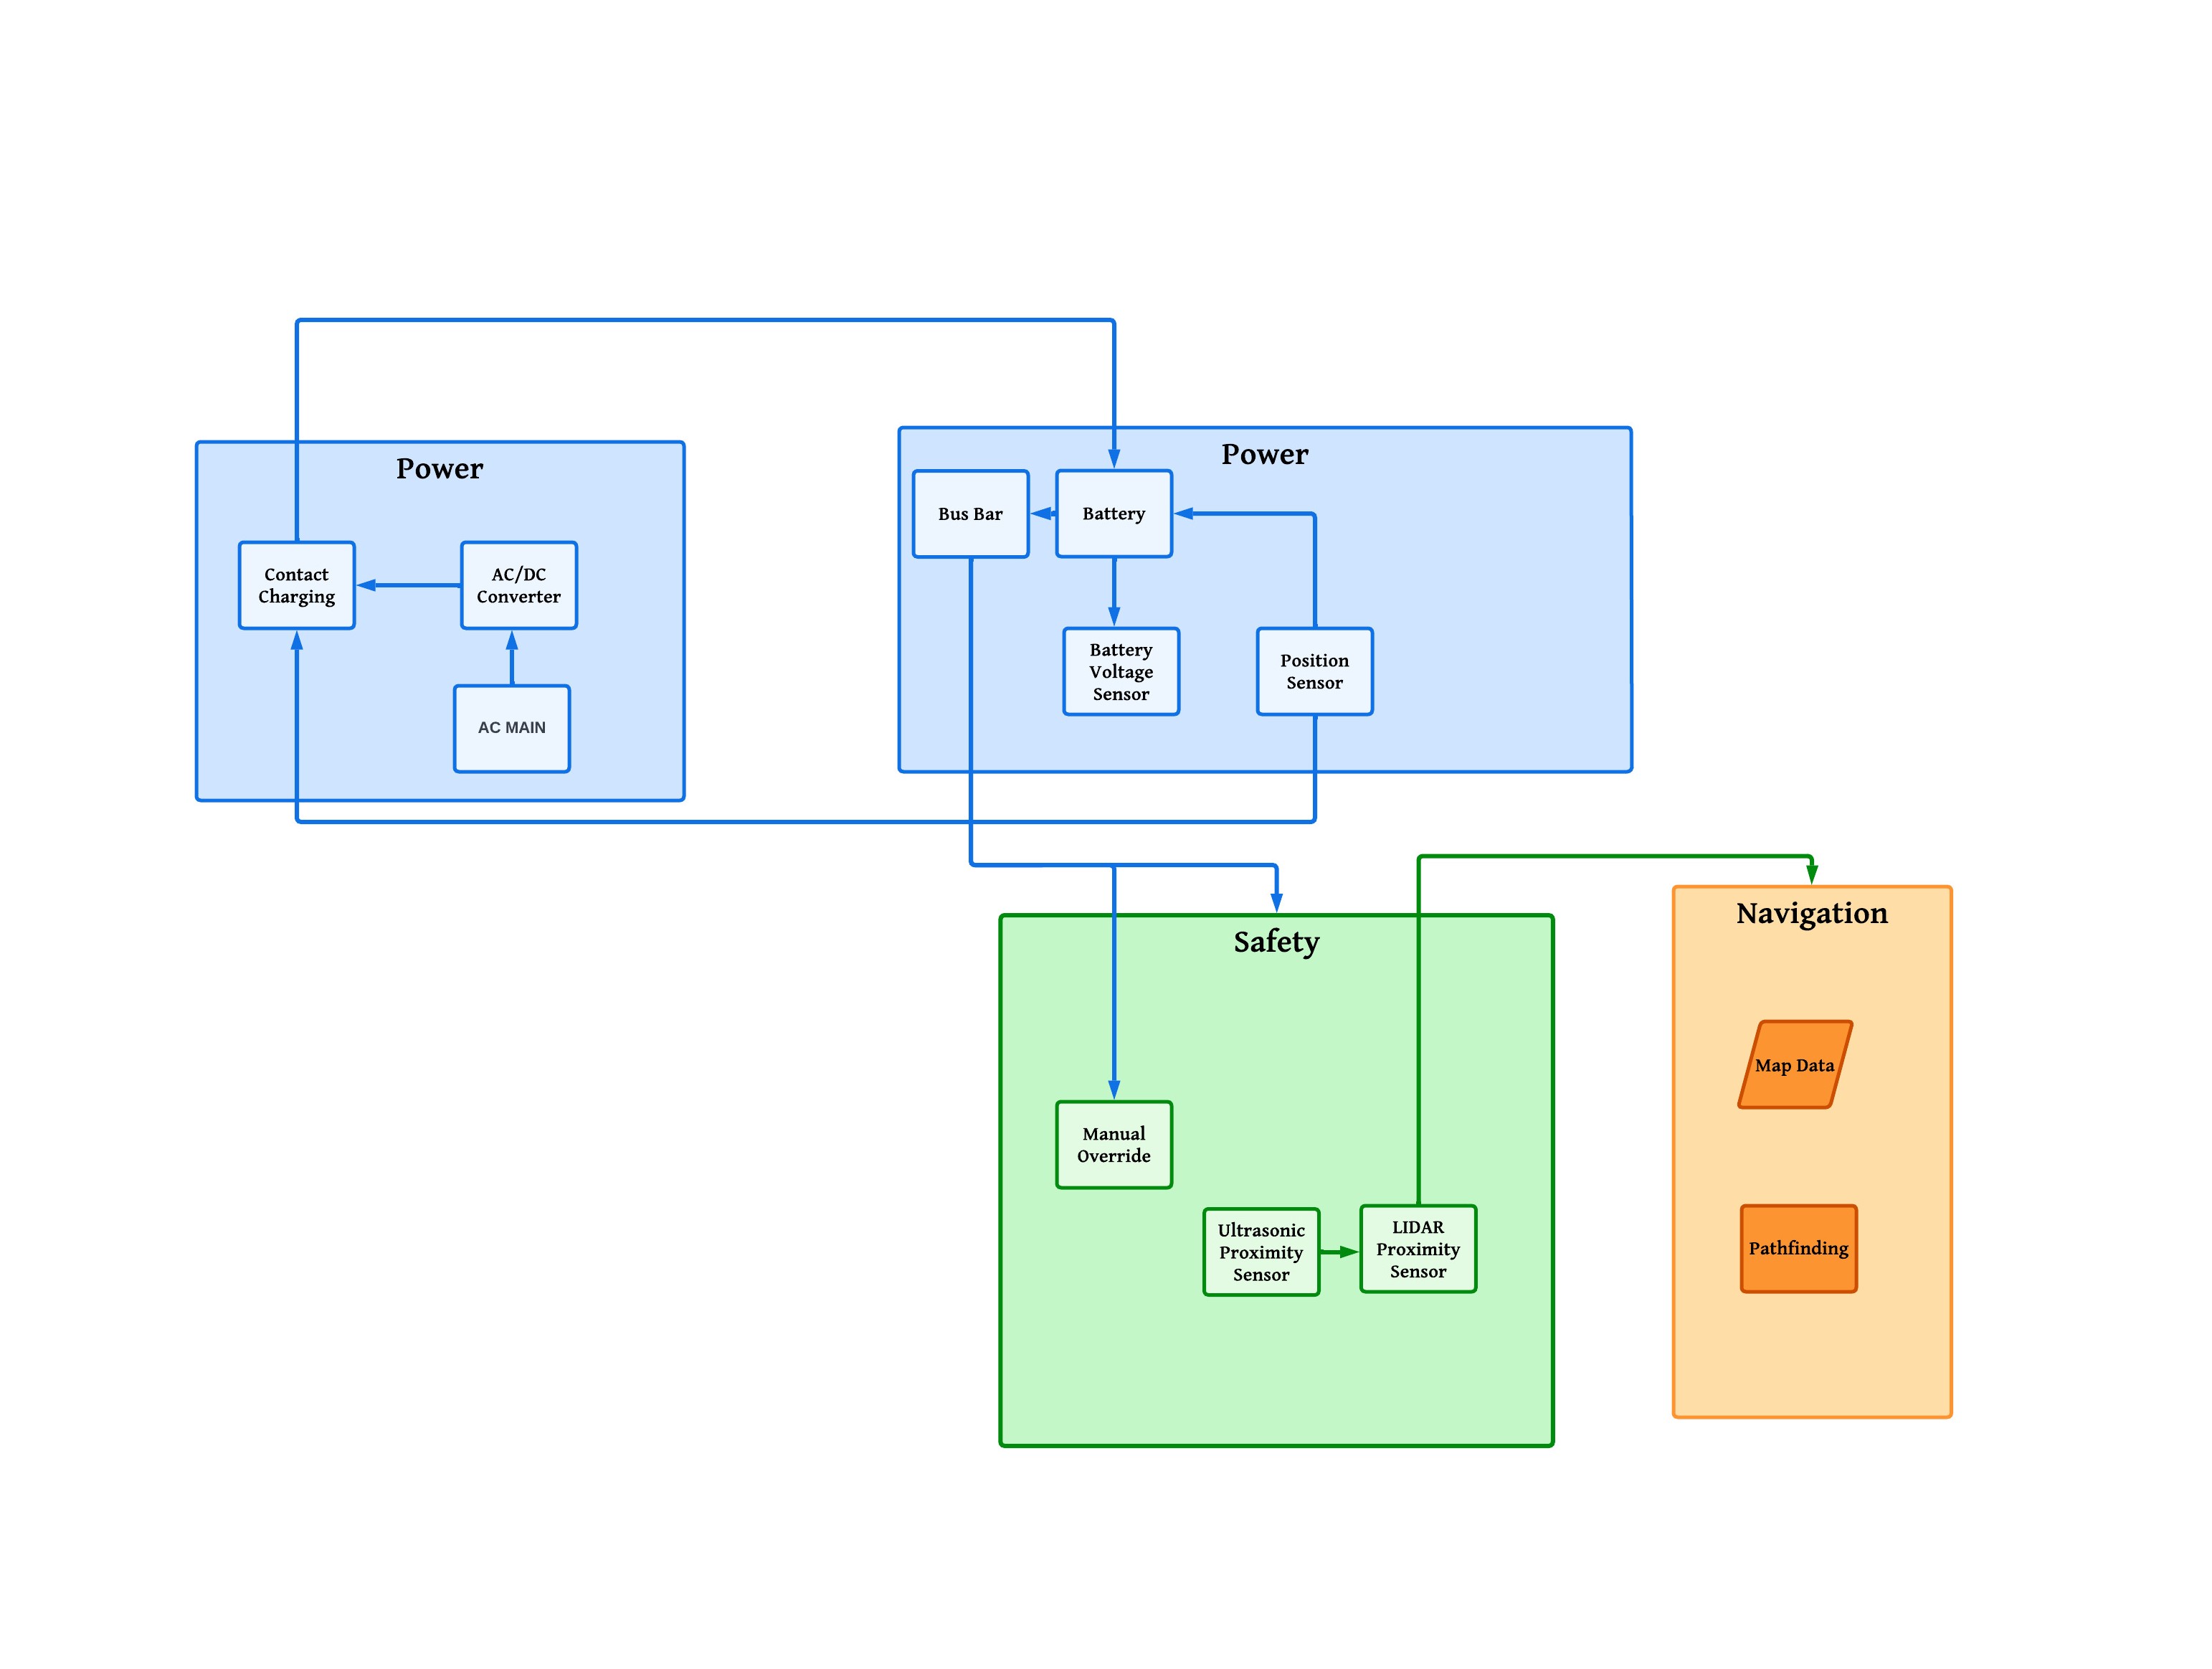 Power
Contact
Charging
AC/DC
Converter
AC MAIN
Power
Bus Bar
Battery
Battery
Voltage
Sensor
Position
Sensor
Safety
Manual
Override
Ultrasonic
Proximity
Sensor
LIDAR
Proximity
Sensor
Navigation
Map Data
Pathfinding